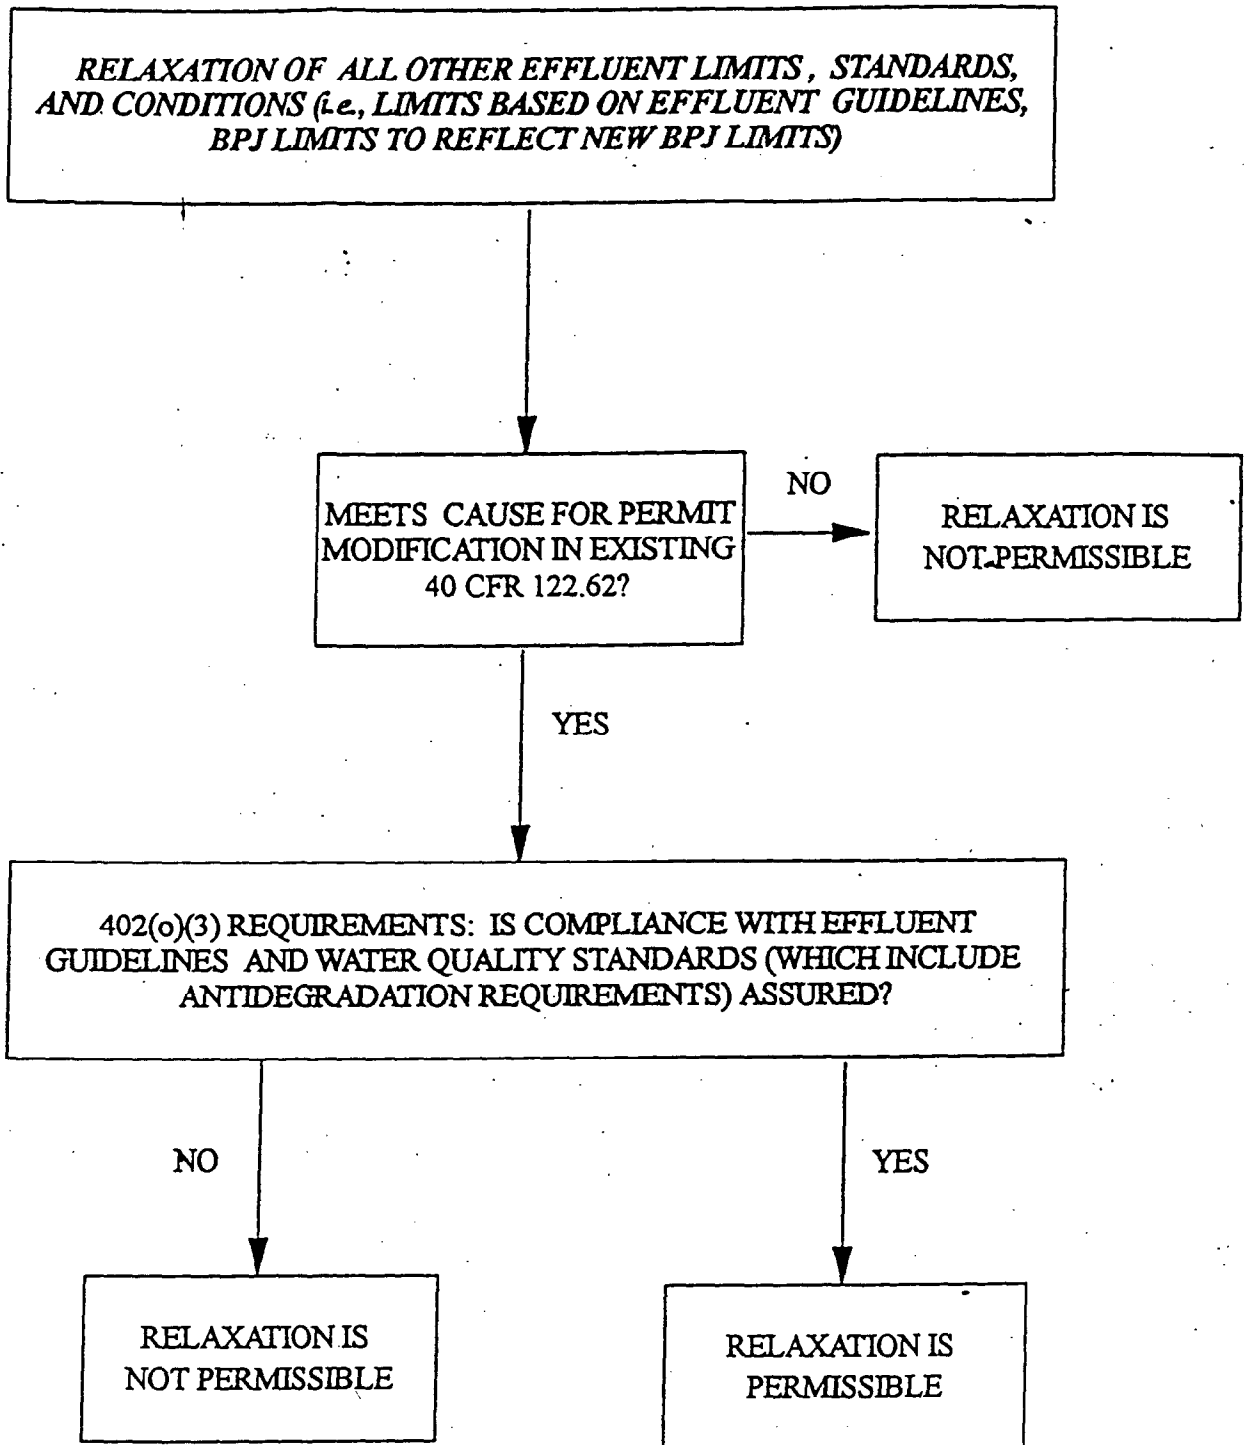 RELAXATION OF ALL OTHER EFFLUENT LIMITS, STANDARDS,
AND CONDITIONS (i.e., LIMITS BASED ON EFFLUENT GUIDELINES,
BPJ LIMITS TO REFLECT NEW BPJ LIMITS)
MEETS CAUSE FOR PERMIT
MODIFICATION IN EXISTING
40 CFR 122.62?
NO
RELAXATION IS
NOT PERMISSIBLE
YES
402(o)(3) REQUIREMENTS: IS COMPLIANCE WITH EFFLUENT
GUIDELINES AND WATER QUALITY STANDARDS (WHICH INCLUDE
ANTIDEGRADATION REQUIREMENTS) ASSURED?
NO
YES
RELAXATION IS
NOT PERMISSIBLE
RELAXATION IS
PERMISSIBLE